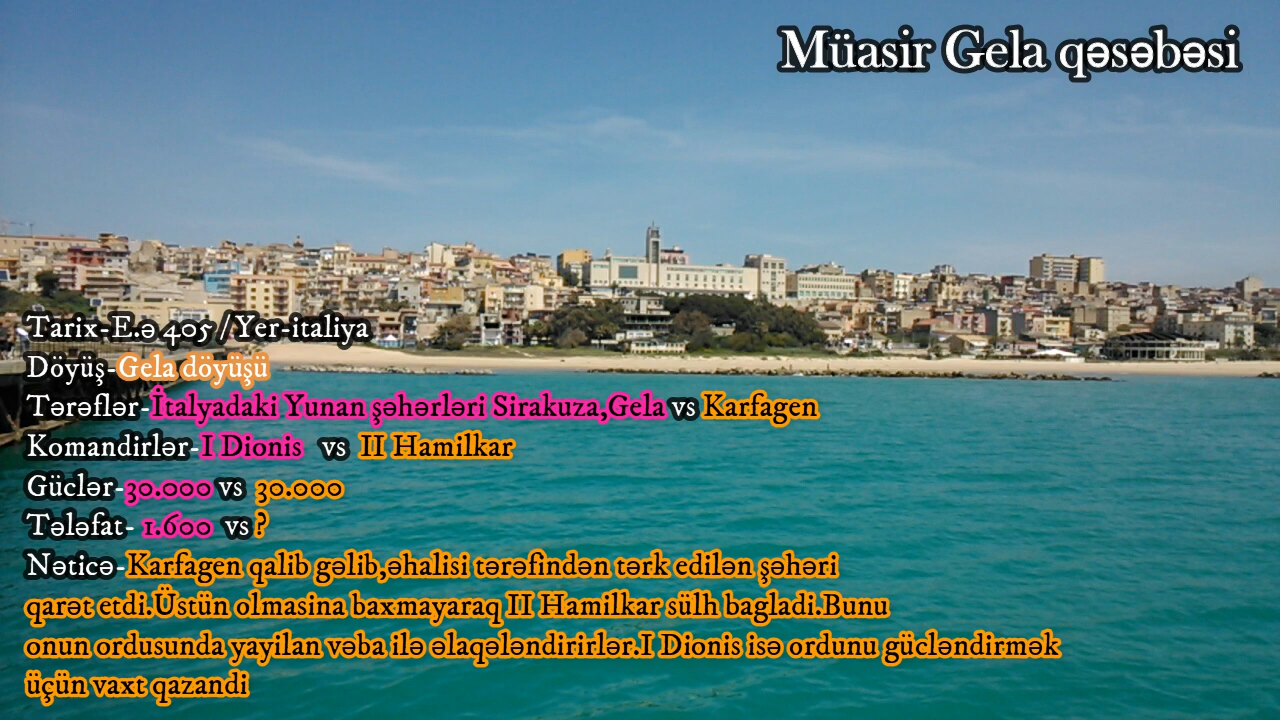 Müasir Gela qəsəbəsi
Tarix-E.ə 405 /Yer-italiya
Döyüş-Gela döyüşü
Tərəflər-İtalyadaki Yunan şəhərləri Sirakuza,Gela vs Karfagen
Komandirlər-I Dionis vs II Hamilkar
Güclər-30.000 vs 30.000
Tələfat- 1.600 vs ?
Nəticə-Karfagen qalib gəlib,əhalisi tərəfindən tərk edilən şəhəri
qarət etdi.Üstün olmasina baxmayaraq II Hamilkar sülh bagladi.Bunu
onun ordusunda yayilan vəba ilə əlaqələndirirlər.I Dionis isə ordunu gücləndirmək
üçün vaxt qazandi